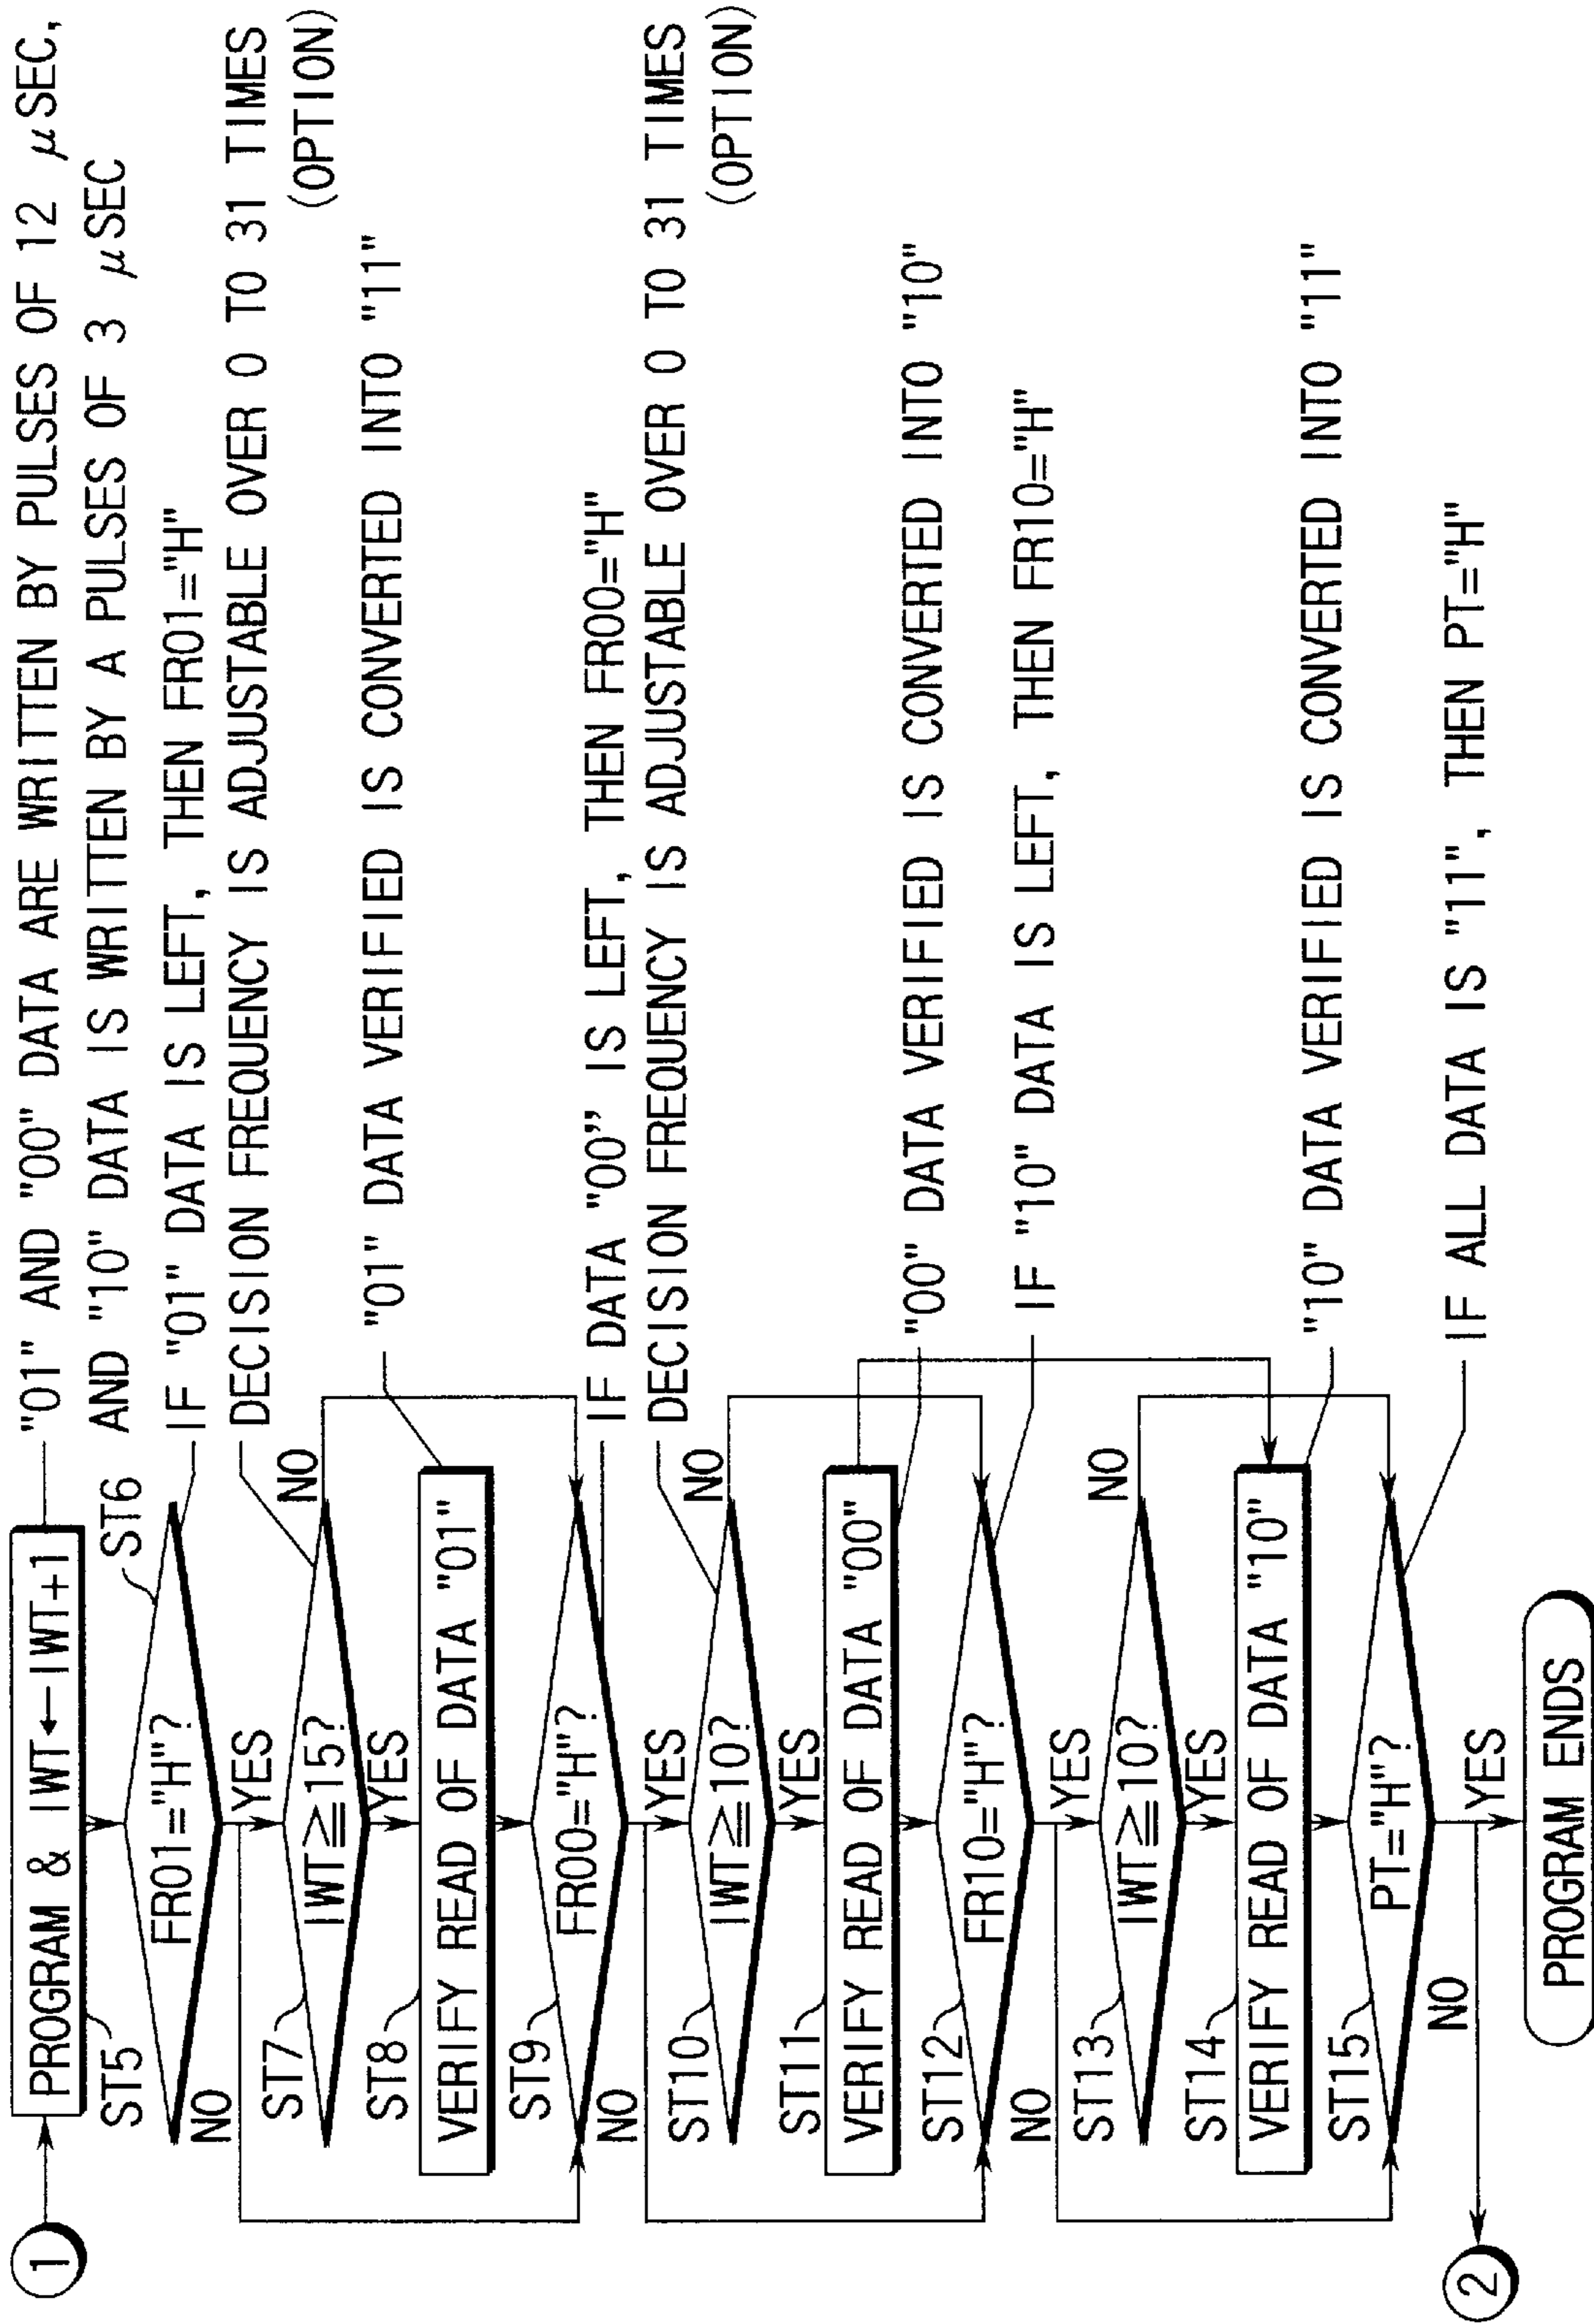 1
PROGRAM & IWT←IWT+1
"01" AND "00" DATA ARE WRITTEN BY PULSES OF 12 μSEC,
AND "10" DATA IS WRITTEN BY A PULSES OF 3 μSEC
ST5
ST6
FR01="H"?
IF "01" DATA IS LEFT, THEN FR01="H"
NO
YES
DECISION FREQUENCY IS ADJUSTABLE OVER 0 TO 31 TIMES
(OPTION)
ST7
IWT≧15?
NO
YES
ST8
VERIFY READ OF DATA "01"
"01" DATA VERIFIED IS CONVERTED INTO "11"
ST9
FR00="H"?
IF DATA "00" IS LEFT, THEN FR00="H"
NO
YES
DECISION FREQUENCY IS ADJUSTABLE OVER 0 TO 31 TIMES
(OPTION)
ST10
IWT≧10?
NO
YES
ST11
VERIFY READ OF DATA "00"
"00" DATA VERIFIED IS CONVERTED INTO "10"
ST12
FR10="H"?
IF "10" DATA IS LEFT, THEN FR10="H"
NO
YES
ST13
IWT≧10?
NO
YES
ST14
VERIFY READ OF DATA "10"
"10" DATA VERIFIED IS CONVERTED INTO "11"
ST15
PT="H"?
IF ALL DATA IS "11", THEN PT="H"
NO
YES
2
PROGRAM ENDS